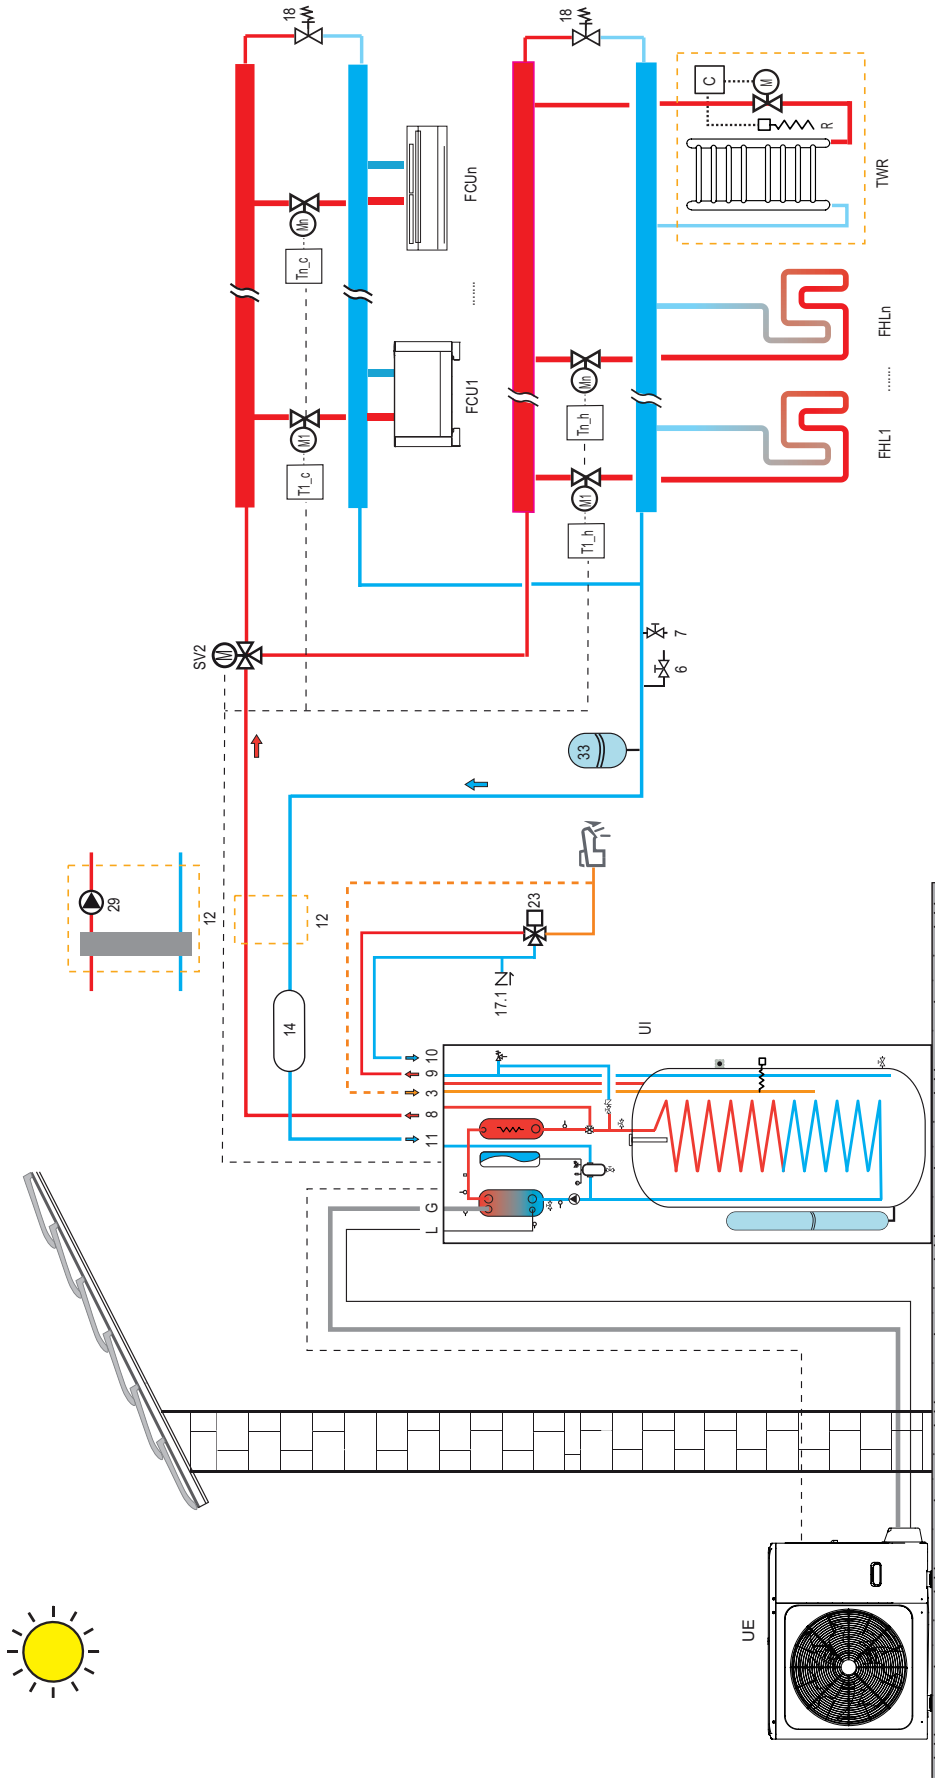 18
18
C
M
R
TWR
FCUn
Mn
Tn_c
........
FCU1
M1
T1_c
FHLn
........
FHL1
Mn
Tn_h
M1
T1_h
SV2
M
7
6
33
29
12
12
23
17.1
14
10
9
3
8
11
G
L
UI
UE